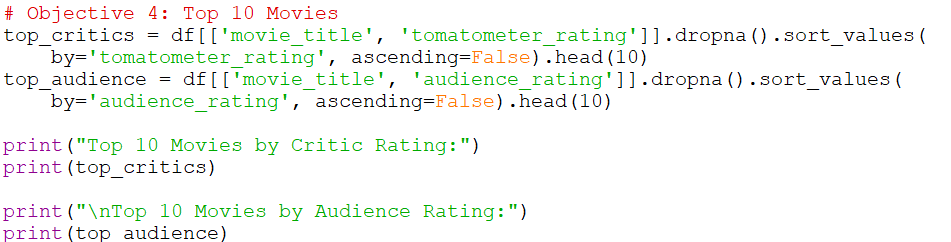 # Objective 4: Top 10 Movies
top_critics = df[['movie_title', 'tomatometer_rating']].dropna().sort_values(
    by='tomatometer_rating', ascending=False).head(10)
top_audience = df[['movie_title', 'audience_rating']].dropna().sort_values(
    by='audience_rating', ascending=False).head(10)

print("Top 10 Movies by Critic Rating:")
print(top_critics)

print("\nTop 10 Movies by Audience Rating:")
print(top audience)